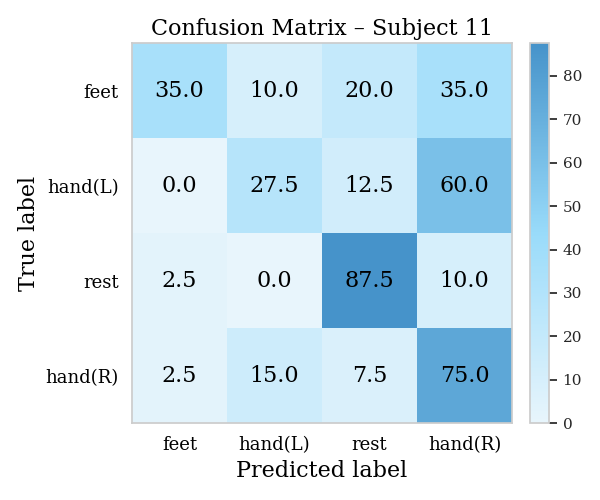 Confusion Matrix – Subject 11
feet 35.0 10.0 20.0 35.0
hand(L) 0.0 27.5 12.5 60.0
rest 2.5 0.0 87.5 10.0
hand(R) 2.5 15.0 7.5 75.0
feet hand(L) rest hand(R)
Predicted label
True label
80
70
60
50
40
30
20
10
0